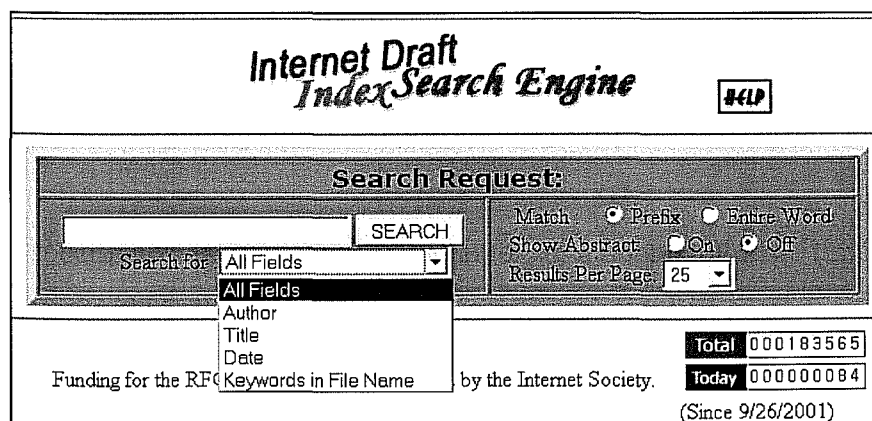 Internet Draft
Index Search Engine
HELP
Search Request:
SEARCH
Search for All Fields
All Fields
Author
Title
Date
Keywords in File Name
Match Prefix Entire Word
Show Abstract On Off
Results Per Page 25
Funding for the RFC by the Internet Society.
Total 000183565
Today 000000084
(Since 9/26/2001)